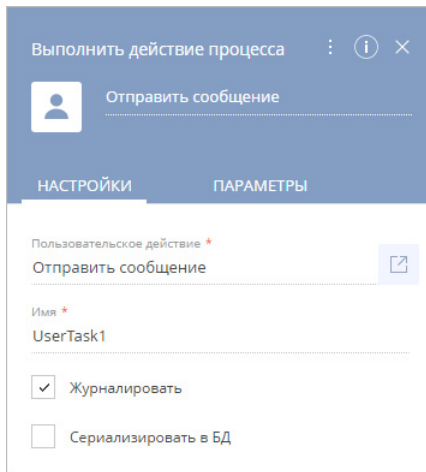 Выполнить действие процесса
Отправить сообщение
НАСТРОЙКИ ПАРАМЕТРЫ
Пользовательское действие *
Отправить сообщение
Имя *
UserTask1
Журналировать
Сериализировать в БД